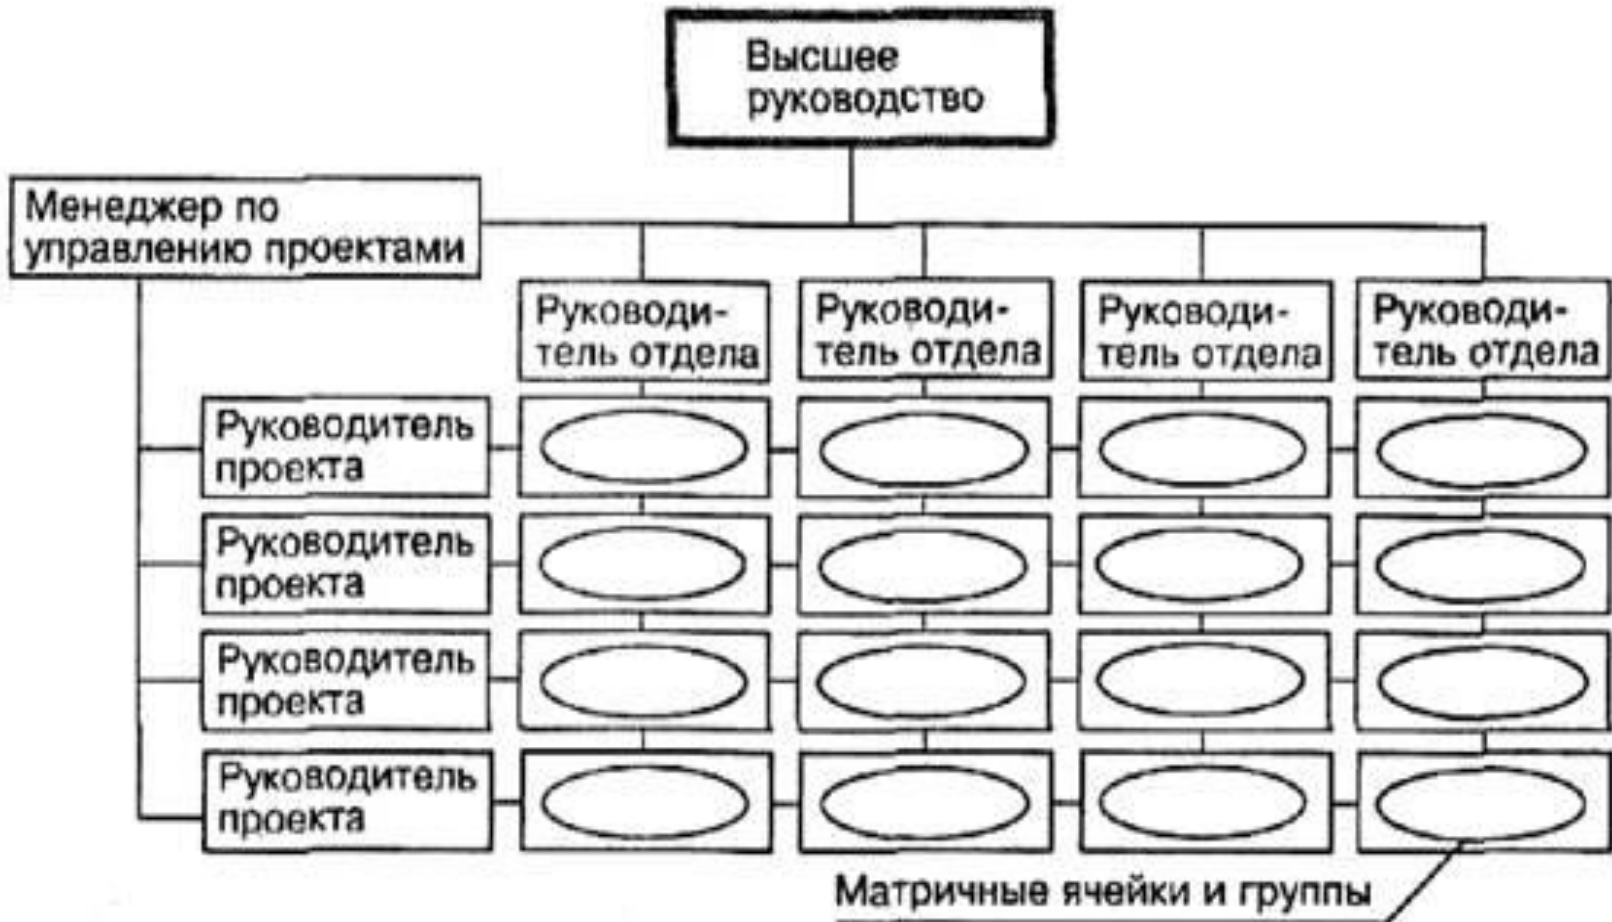 Высшее
руководство
Менеджер по
управлению проектами
Руководи-
тель отдела
Руководи-
тель отдела
Руководи-
тель отдела
Руководи-
тель отдела
Руководитель
проекта
Руководитель
проекта
Руководитель
проекта
Руководитель
проекта
Матричные ячейки и группы